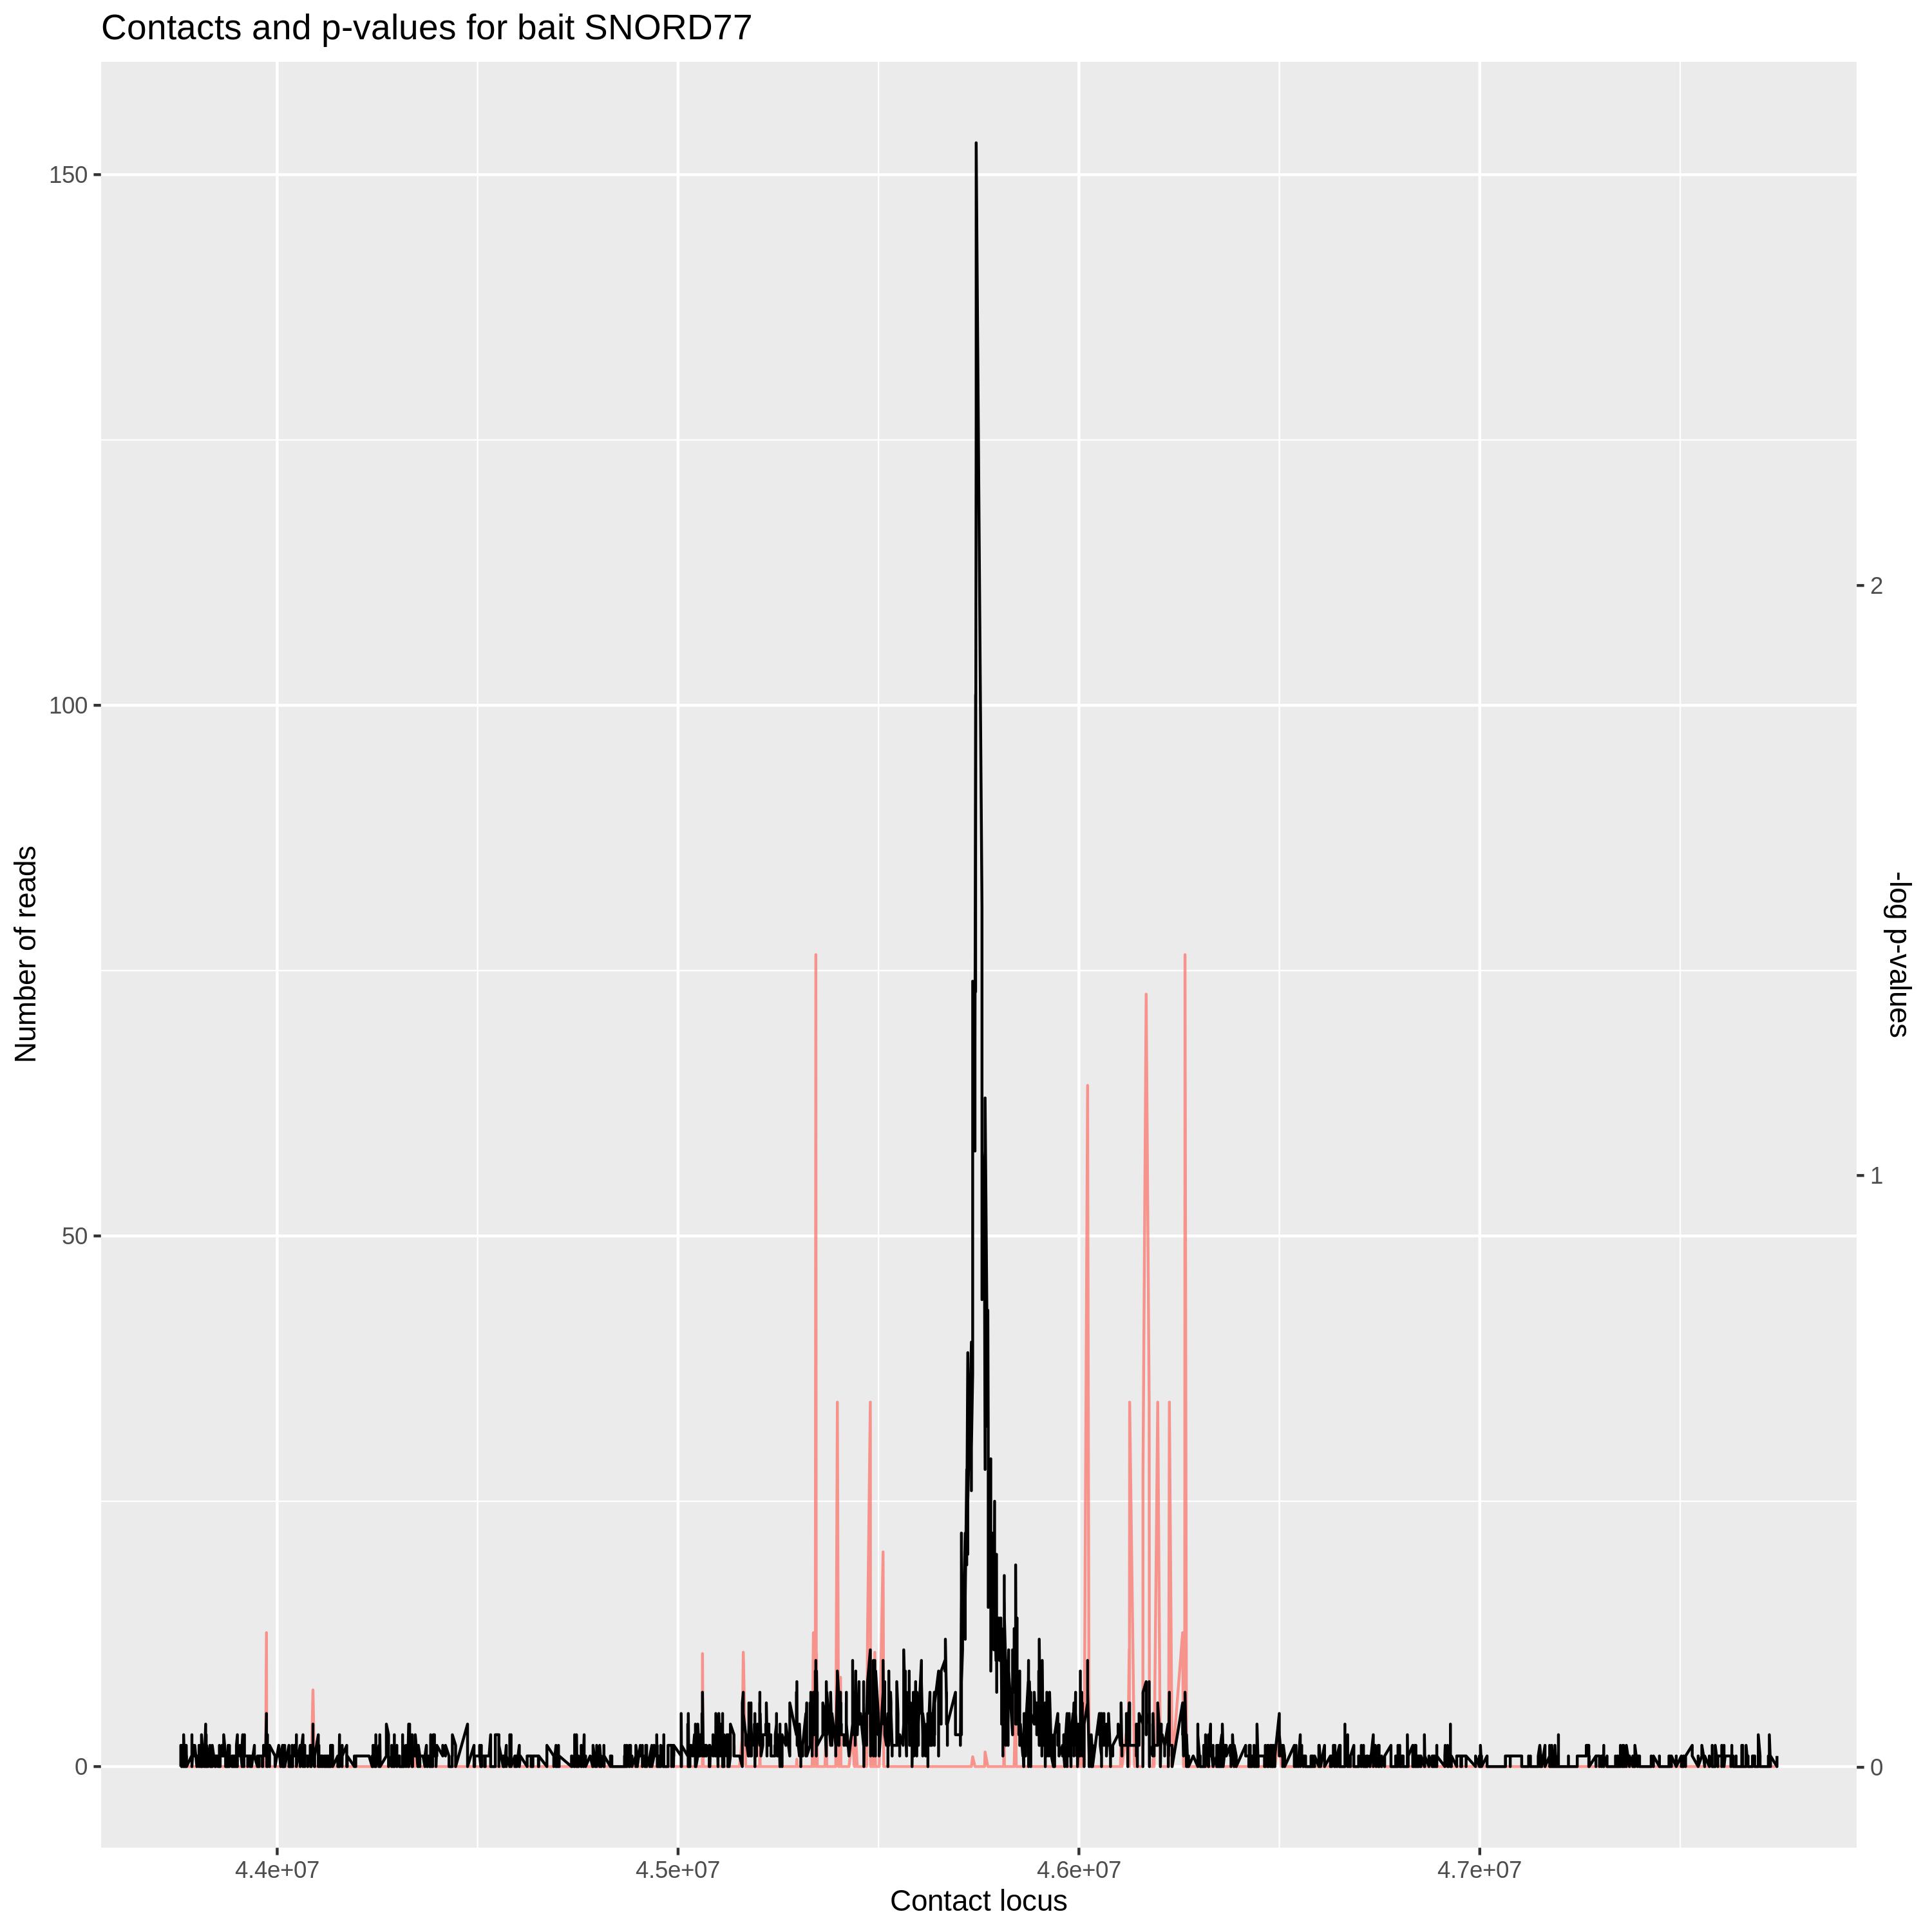 Contacts and p-values for bait SNORD77
150
100
50
0
Number of reads
2
1
0
-log p-values
4.4e+07
4.5e+07
4.6e+07
4.7e+07
Contact locus